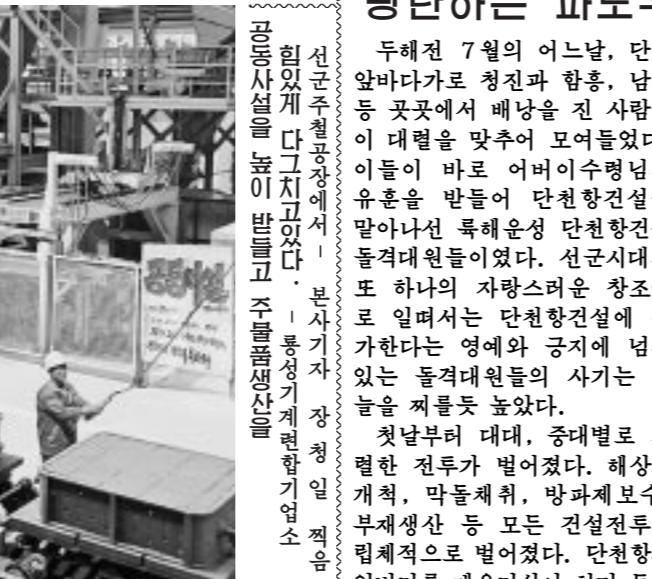 공동사설을 높이 받들고 주물품생산을
힘있게 다그치고있다. -룡성기계련합기업소
선군주철공장에서- 본사기자 장청일 찍음
공동사설
두해전 7월의 어느날, 단
앞바다가로 청진과 함흥, 남
등 곳곳에서 배낭을 진 사람
이 대렬을 맞추어 모여들었다
이들이 바로 어버이수령님
유훈을 받들어 단천항건설
맡아나선 륙해운성 단천항건
돌격대원들이였다. 선군시대
또 하나의 자랑스러운 창조
로 일떠서는 단천항건설에
가한다는 영예와 긍지에 넘
있는 돌격대원들의 사기는
늘을 찌를듯 높았다.
첫날부터 대대, 중대별로
렬한 전투가 벌어졌다. 해상
개척, 막돌채취, 방파제보수
부재생산 등 모든 건설전투
립체적으로 벌어졌다. 단천항